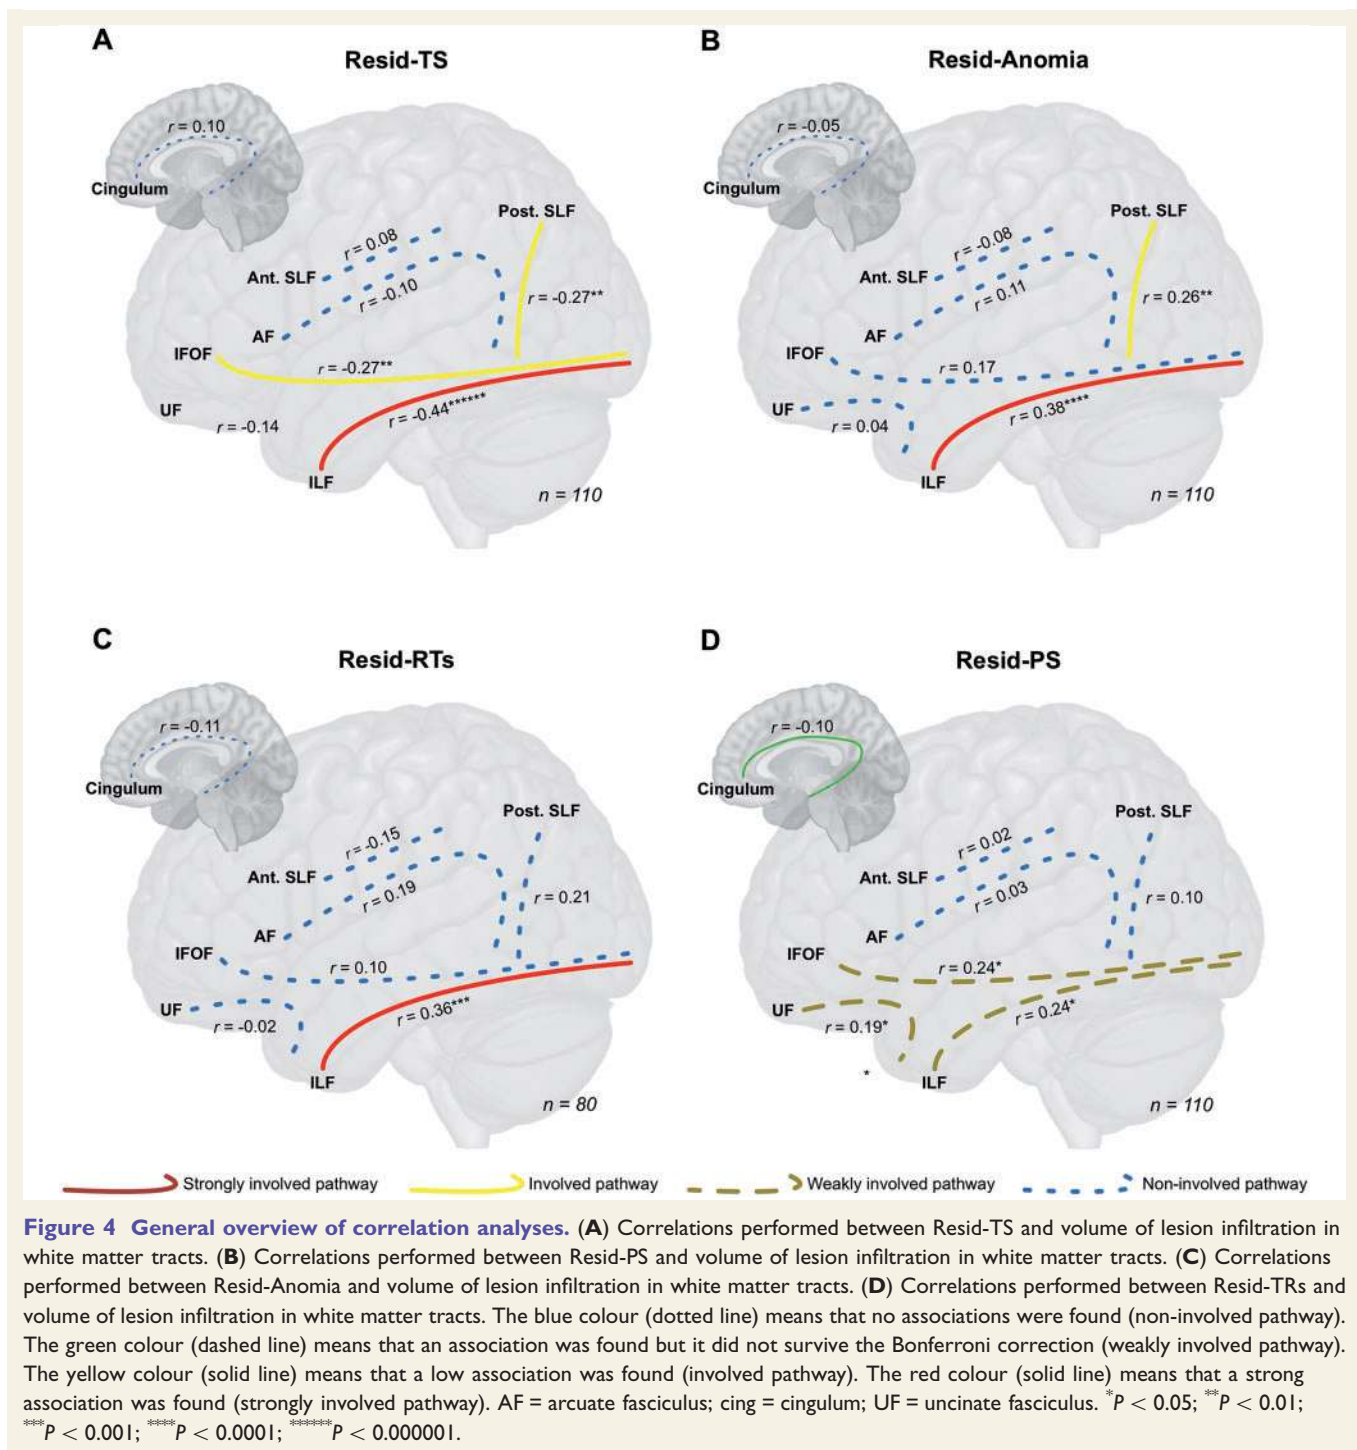 A
Resid-TS
r = 0.10
Cingulum
Post. SLF
r = 0.08
Ant. SLF
r = -0.10
r = -0.27**
AF
IFOF
r = -0.27**
UF
r = -0.14
r = -0.44******
ILF
n = 110
B
Resid-Anomia
r = -0.05
Cingulum
Post. SLF
r = -0.08
Ant. SLF
r = 0.11
r = 0.26**
AF
IFOF
r = 0.17
UF
r = 0.04
r = 0.38****
ILF
n = 110
C
Resid-RTs
r = -0.11
Cingulum
Post. SLF
r = -0.15
Ant. SLF
r = 0.19
r = 0.21
AF
IFOF
r = 0.10
UF
r = -0.02
r = 0.36***
ILF
n = 80
D
Resid-PS
r = -0.10
Cingulum
Post. SLF
r = 0.02
Ant. SLF
r = 0.03
r = 0.10
AF
IFOF
r = 0.24*
UF
r = 0.19*
r = 0.24*
*
ILF
n = 110
Strongly involved pathway
Involved pathway
Weakly involved pathway
Non-involved pathway
Figure 4 General overview of correlation analyses. (A) Correlations performed between Resid-TS and volume of lesion infiltration in
white matter tracts. (B) Correlations performed between Resid-PS and volume of lesion infiltration in white matter tracts. (C) Correlations
performed between Resid-Anomia and volume of lesion infiltration in white matter tracts. (D) Correlations performed between Resid-TRs and
volume of lesion infiltration in white matter tracts. The blue colour (dotted line) means that no associations were found (non-involved pathway).
The green colour (dashed line) means that an association was found but it did not survive the Bonferroni correction (weakly involved pathway).
The yellow colour (solid line) means that a low association was found (involved pathway). The red colour (solid line) means that a strong
association was found (strongly involved pathway). AF = arcuate fasciculus; cing = cingulum; UF = uncinate fasciculus. *P < 0.05; **P < 0.01;
***P < 0.001; ****P < 0.0001; ******P < 0.000001.